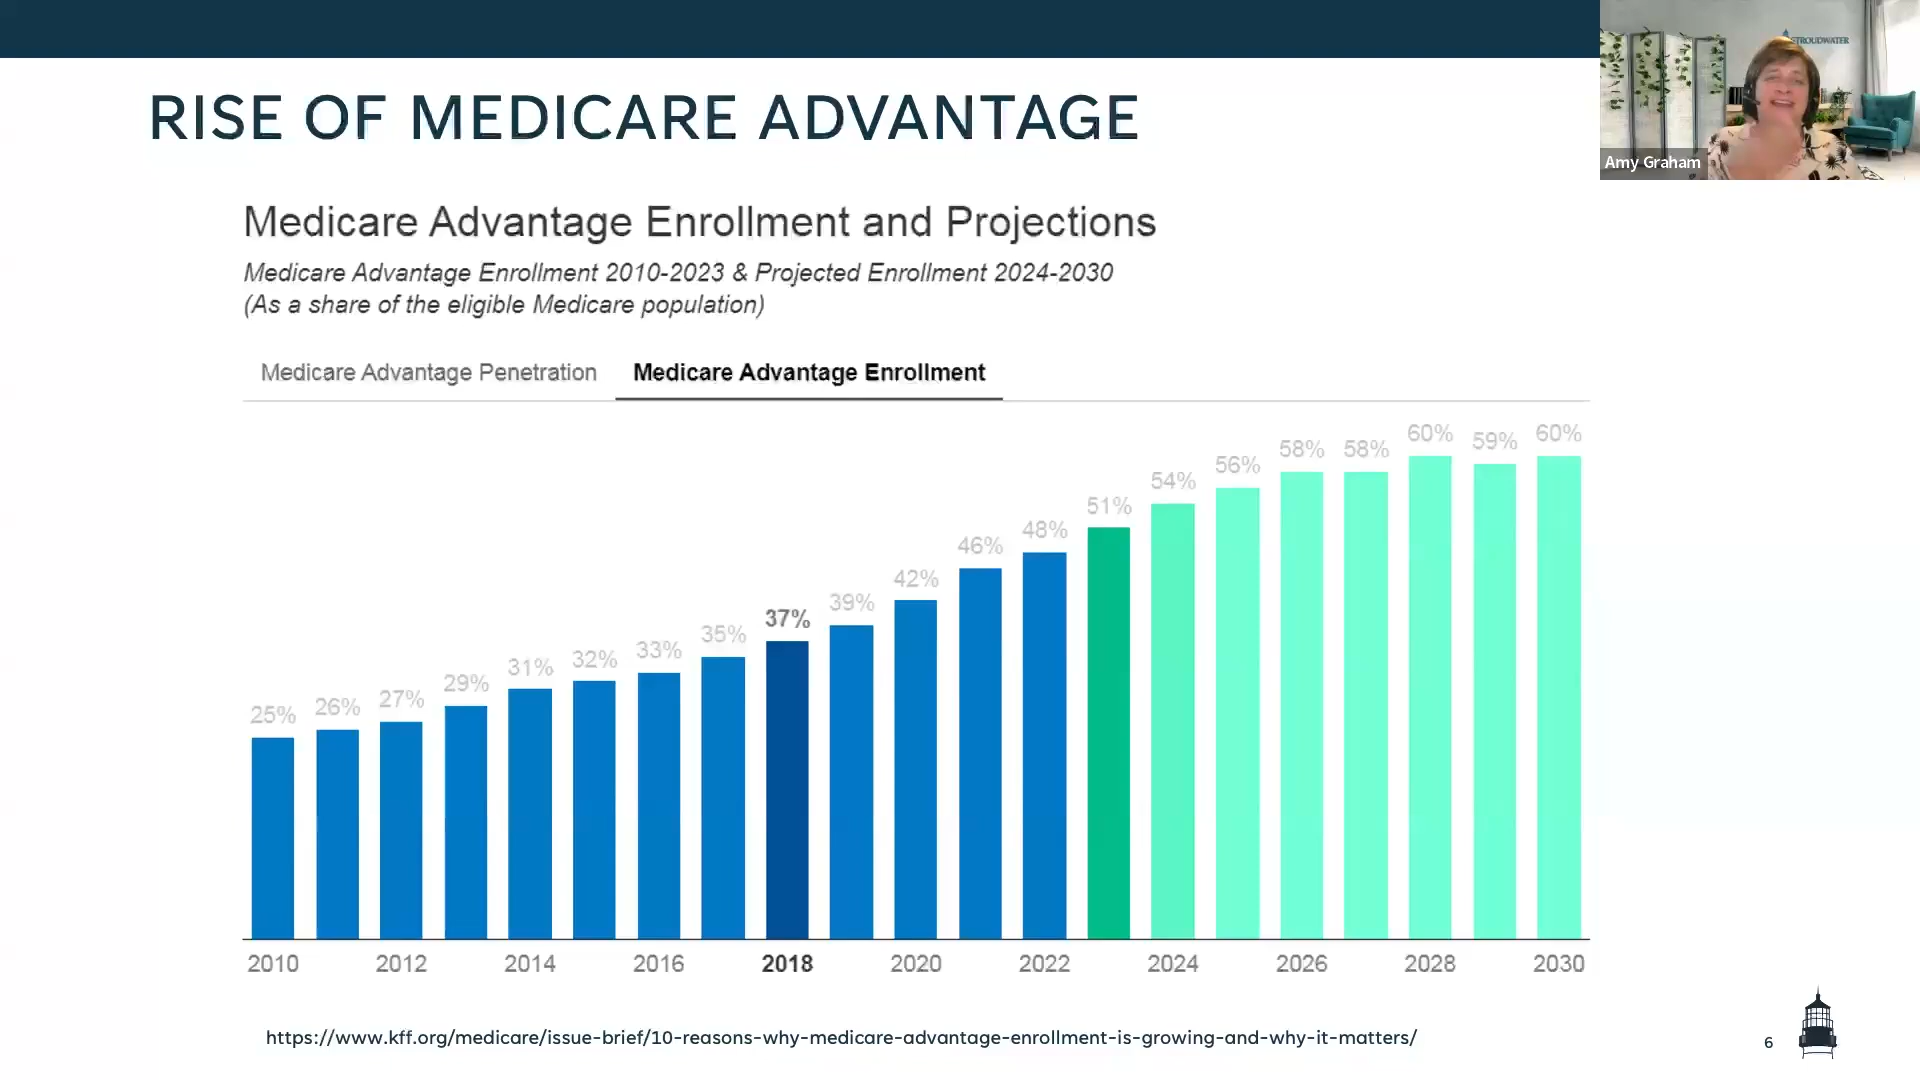 RISE OF MEDICARE ADVANTAGE
STROUDWATER
Amy Graham
Medicare Advantage Enrollment and Projections
Medicare Advantage Enrollment 2010-2023 & Projected Enrollment 2024-2030
(As a share of the eligible Medicare population)
Medicare Advantage Penetration Medicare Advantage Enrollment
25% 26% 27% 29% 31% 32% 33% 35% 37% 39% 42% 46% 48% 51% 54% 56% 58% 58% 60% 59% 60%
2010 2012 2014 2016 2018 2020 2022 2024 2026 2028 2030
https://www.kff.org/medicare/issue-brief/10-reasons-why-medicare-advantage-enrollment-is-growing-and-why-it-matters/
6